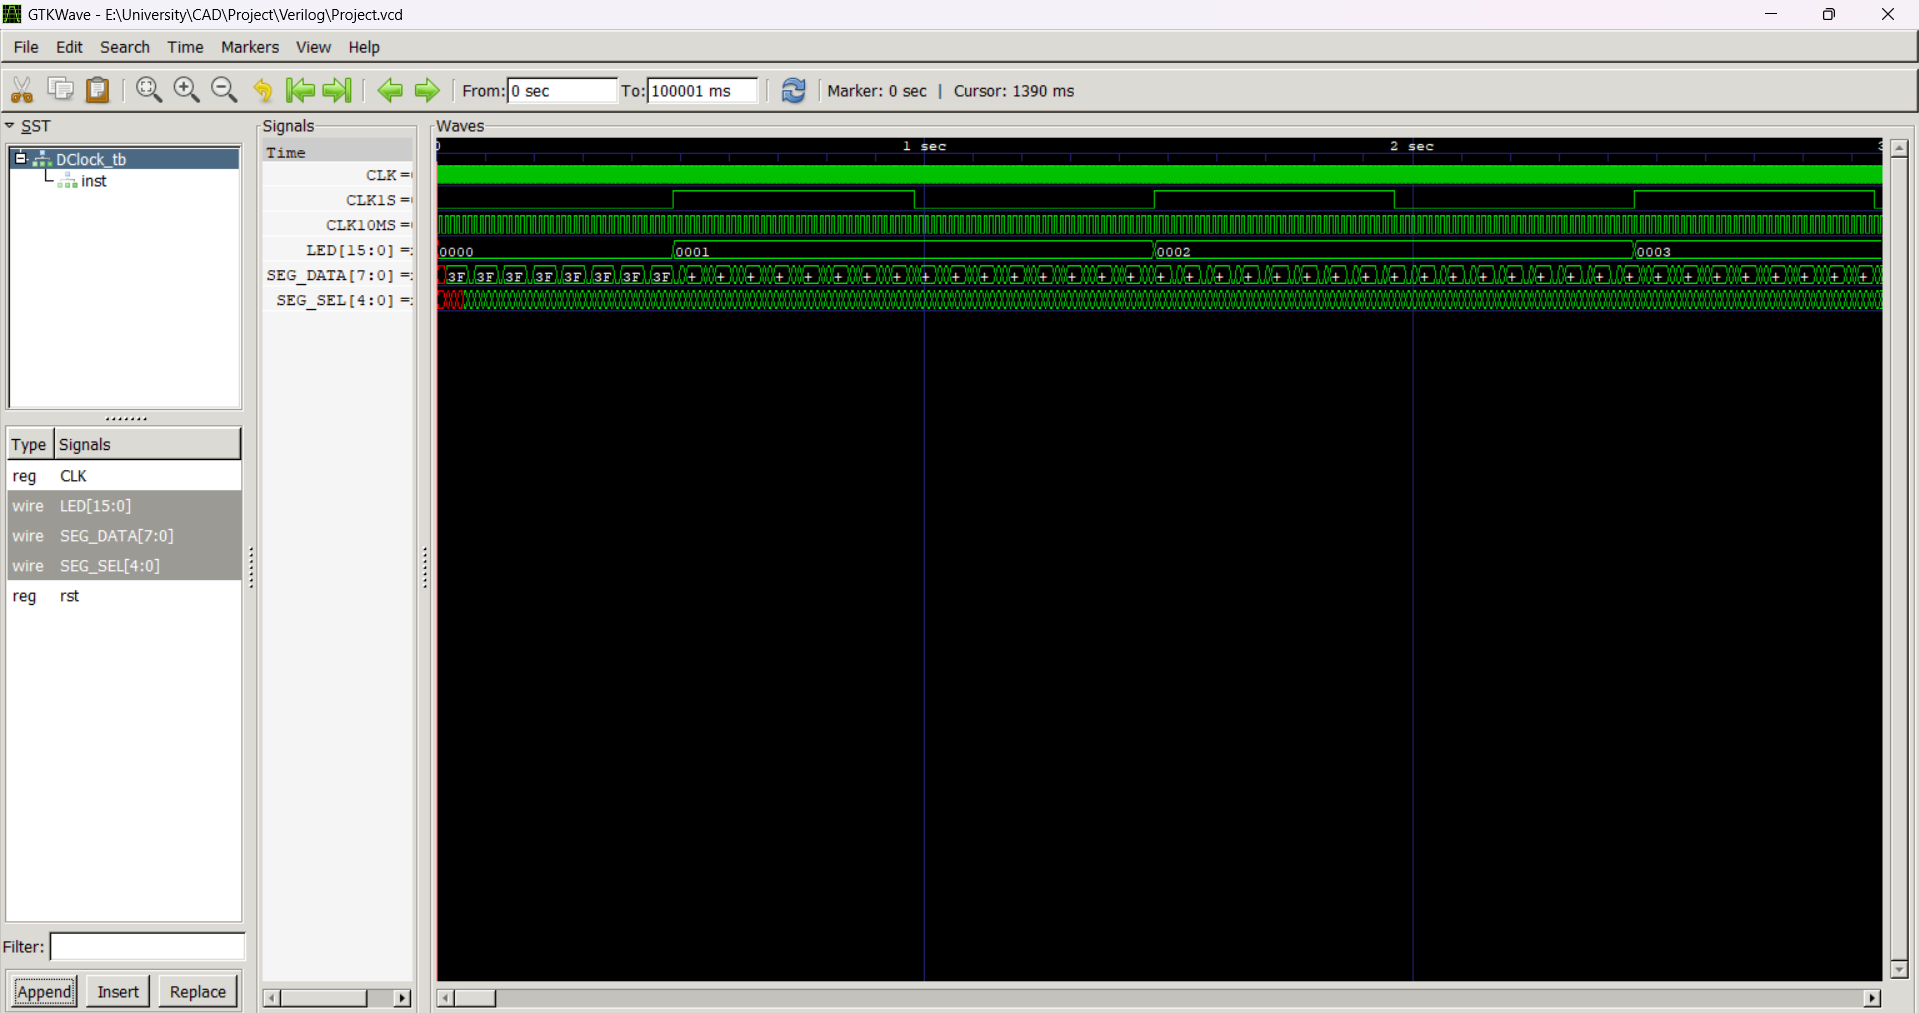 GTKWave - E:\University\CAD\Project\Verilog\Project.vcd
File Edit Search Time Markers View Help
From: 0 sec To: 100001 ms Marker: 0 sec | Cursor: 1390 ms
SST
DClock_tb
inst
Type Signals
reg CLK
wire LED[15:0]
wire SEG_DATA[7:0]
wire SEG_SEL[4:0]
reg rst
Filter:
Append Insert Replace
Signals
Time
CLK =
CLK1S =
CLK10MS =
LED[15:0] =
SEG_DATA[7:0] =
SEG_SEL[4:0] =
Waves
1 sec 2 sec
0000 0001 0002 0003
3F 3F 3F 3F 3F 3F 3F 3F + + + + + + + + + + + + + + + + + + + + + + + + + + + + + + + + + + + + + + + + +